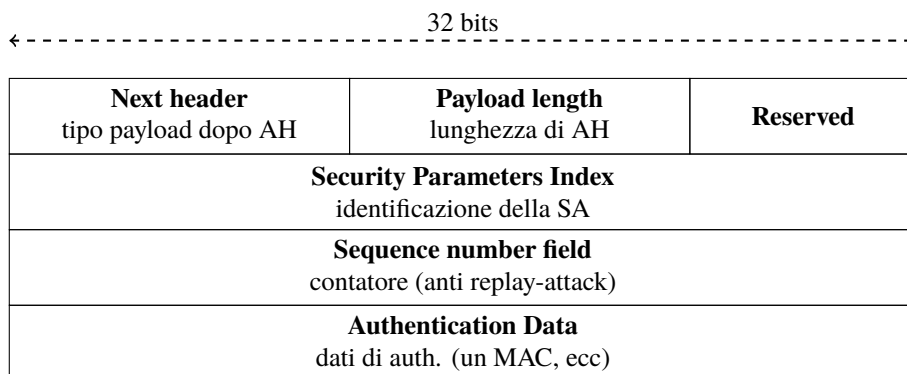 32 bits
Next header Payload length Reserved
tipo payload dopo AH lunghezza di AH
Security Parameters Index
identificazione della SA
Sequence number field
contatore (anti replay-attack)
Authentication Data
dati di auth. (un MAC, ecc)